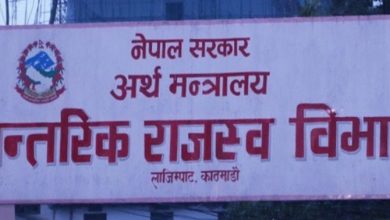 नेपाल सरकार
अर्थ मन्त्रालय
न्तरिक राजस्व विभा
लाजिम्पाट, काठमाडौं